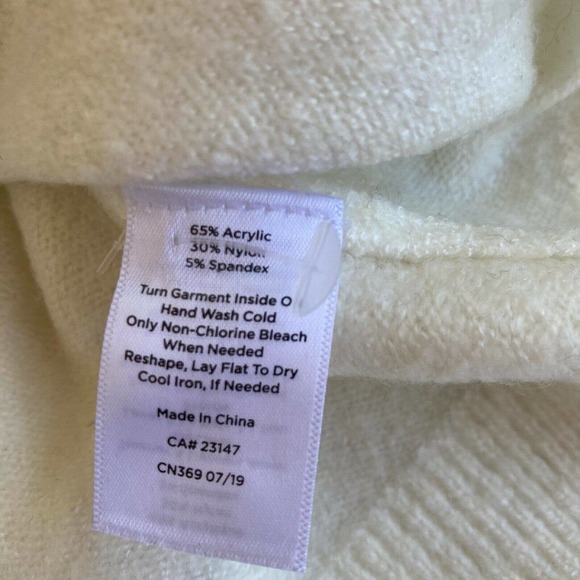 65% Acrylic
30% Nylon
5% Spandex
Turn Garment Inside O
Hand Wash Cold
Only Non-Chlorine Bleach
When Needed
Reshape, Lay Flat To Dry
Cool Iron, If Needed
Made In China
CA# 23147
CN369 07/19